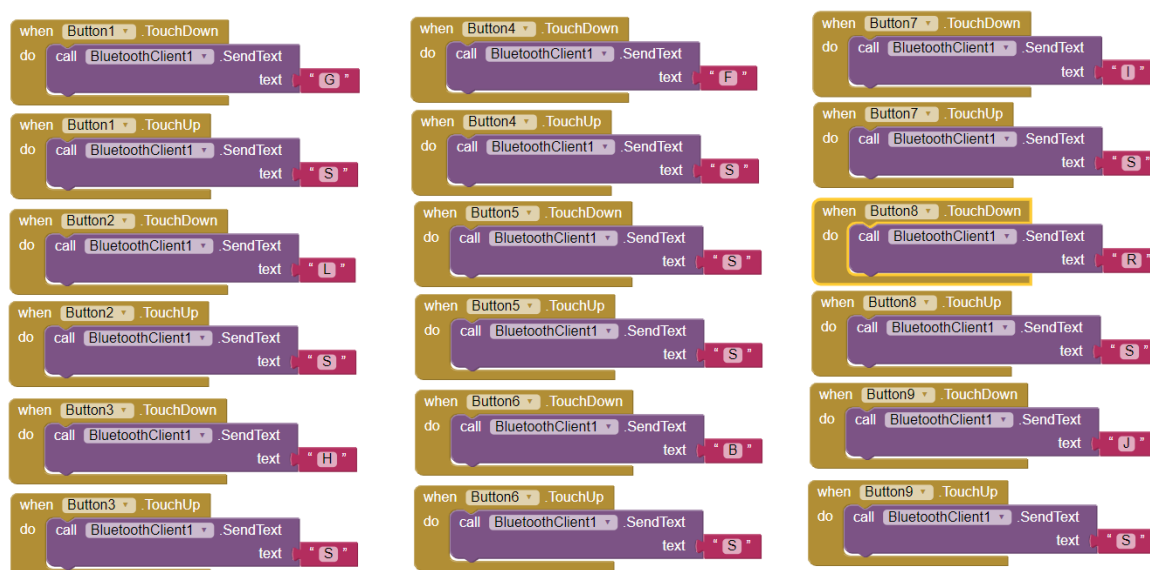 when Button1 .TouchDown
do call BluetoothClient1 .SendText
text " G "
when Button1 .TouchUp
do call BluetoothClient1 .SendText
text " S "
when Button2 .TouchDown
do call BluetoothClient1 .SendText
text " L "
when Button2 .TouchUp
do call BluetoothClient1 .SendText
text " S "
when Button3 .TouchDown
do call BluetoothClient1 .SendText
text " H "
when Button3 .TouchUp
do call BluetoothClient1 .SendText
text " S "
when Button4 .TouchDown
do call BluetoothClient1 .SendText
text " F "
when Button4 .TouchUp
do call BluetoothClient1 .SendText
text " S "
when Button5 .TouchDown
do call BluetoothClient1 .SendText
text " S "
when Button5 .TouchUp
do call BluetoothClient1 .SendText
text " S "
when Button6 .TouchDown
do call BluetoothClient1 .SendText
text " B "
when Button6 .TouchUp
do call BluetoothClient1 .SendText
text " S "
when Button7 .TouchDown
do call BluetoothClient1 .SendText
text " I "
when Button7 .TouchUp
do call BluetoothClient1 .SendText
text " S "
when Button8 .TouchDown
do call BluetoothClient1 .SendText
text " R "
when Button8 .TouchUp
do call BluetoothClient1 .SendText
text " S "
when Button9 .TouchDown
do call BluetoothClient1 .SendText
text " J "
when Button9 .TouchUp
do call BluetoothClient1 .SendText
text " S "